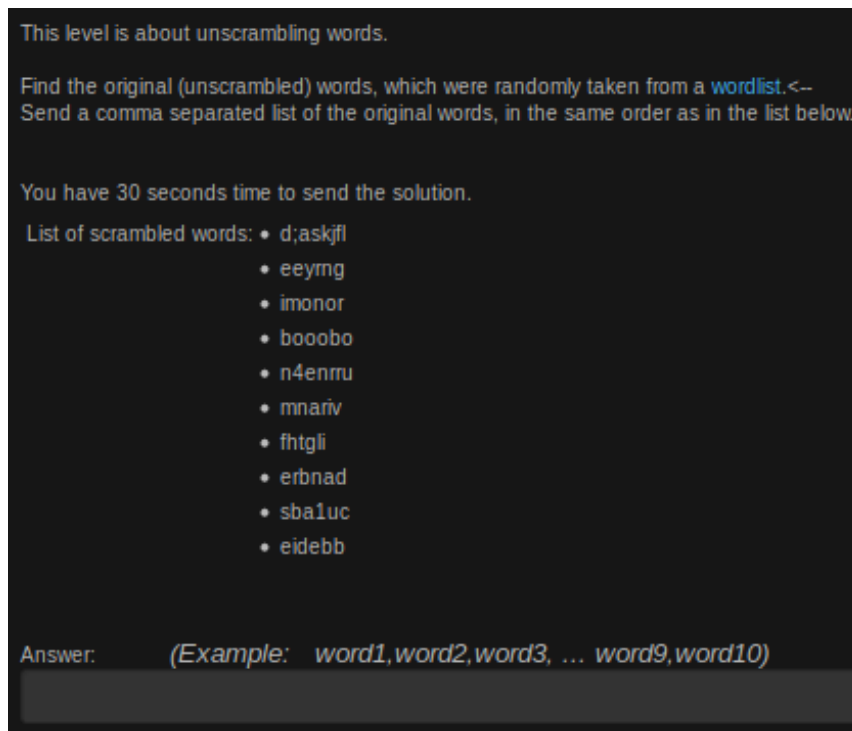 This level is about unscrambling words.
Find the original (unscrambled) words, which were randomly taken from a wordlist.<--
Send a comma separated list of the original words, in the same order as in the list below.
You have 30 seconds time to send the solution.
List of scrambled words: • d;askjfl
• eeyrng
• imonor
• booobo
• n4enrru
• mnariv
• fhtgli
• erbnad
• sba1uc
• eidebb
Answer: (Example: word1,word2,word3, ... word9,word10)